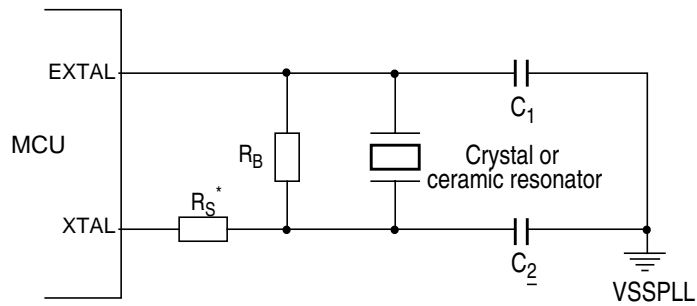 EXTAL
C1
MCU
RB
Crystal or
ceramic resonator
RS*
XTAL
C2
VSSPLL